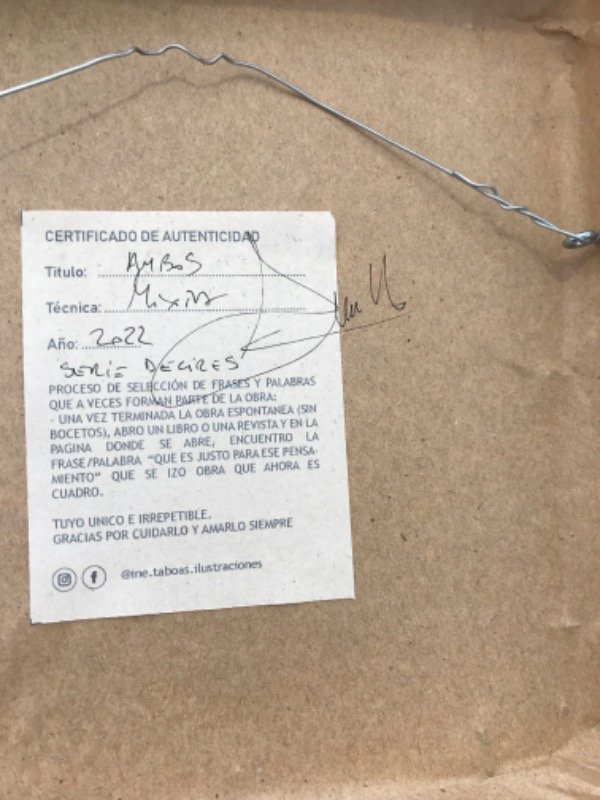 CERTIFICADO DE AUTENTICIDAD
Titulo: AMBOS
Técnica: Mixta
Año: 2022
SERIE DECIRES
PROCESO DE SELECCIÓN DE FRASES Y PALABRAS
QUE A VECES FORMAN PARTE DE LA OBRA:
- UNA VEZ TERMINADA LA OBRA ESPONTANEA (SIN
BOCETOS), ABRO UN LIBRO O UNA REVISTA Y EN LA
PAGINA DONDE SE ABRE, ENCUENTRO LA
FRASE/PALABRA "QUE ES JUSTO PARA ESE PENSA-
MIENTO" QUE SE IZO OBRA QUE AHORA ES
CUADRO.
TUYO UNICO E IRREPETIBLE.
GRACIAS POR CUIDARLO Y AMARLO SIEMPRE
@ine.taboas.ilustraciones